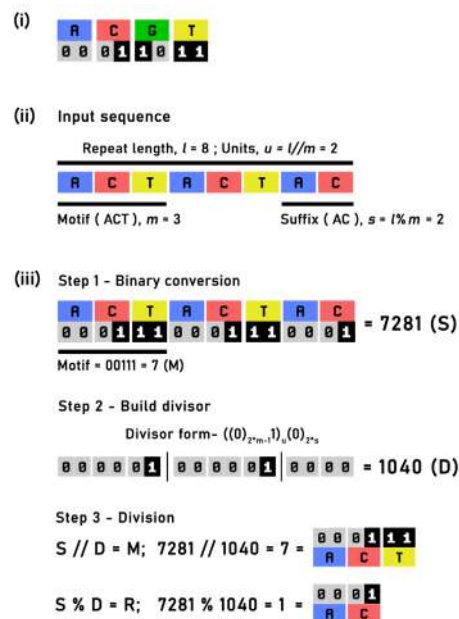 (i)
A C G T
0 0 0 1 1 0 1 1
(ii) Input sequence
Repeat length, l = 8 ; Units, u = l//m = 2
A C T A C T A C
Motif ( ACT), m = 3 Suffix ( AC), s = l% m = 2
(iii) Step 1 - Binary conversion
A C T A C T A C
0 0 0 1 1 1 0 0 0 1 1 1 0 0 0 1 = 7281 (S)
Motif = 00111 = 7 (M)
Step 2 - Build divisor
Divisor form- ((0)2*m-1 1)u(0)2*s
0 0 0 0 0 1 | 0 0 0 0 0 1 | 0 0 0 0 = 1040 (D)
Step 3 - Division
S // D = M; 7281 // 1040 = 7 = 0 0 0 1 1 1
A C T
S % D = R; 7281 % 1040 = 1 = 0 0 0 1
A C